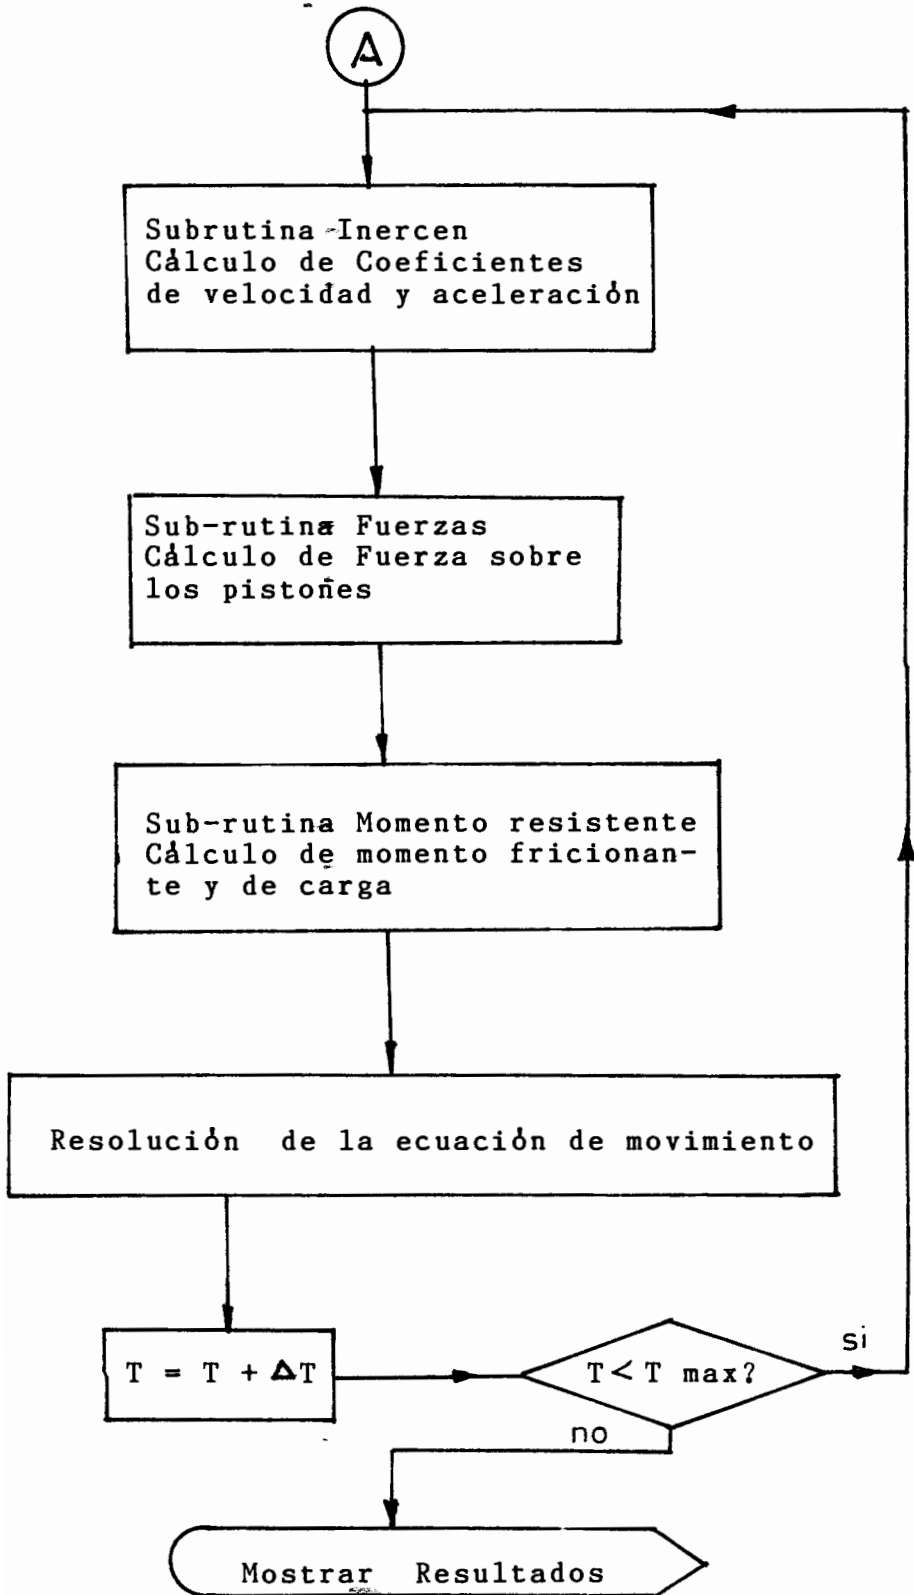 A
Subrutina Inercen
Cálculo de Coeficientes
de velocidad y aceleración
Sub-rutina Fuerzas
Cálculo de Fuerza sobre
los pistones
Sub-rutina Momento resistente
Cálculo de momento friccionan-
te y de carga
Resolución de la ecuación de movimiento
T = T + ΔT
T < T max?
si
no
Mostrar Resultados